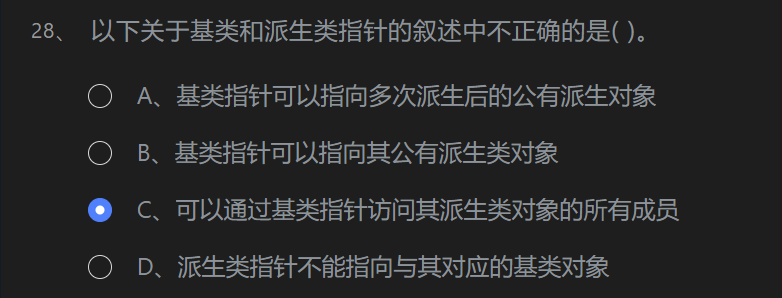 28、 以下关于基类和派生类指针的叙述中不正确的是( )。
A、基类指针可以指向多次派生后的公有派生对象
B、基类指针可以指向其公有派生类对象
C、可以通过基类指针访问其派生类对象的所有成员
D、派生类指针不能指向与其对应的基类对象